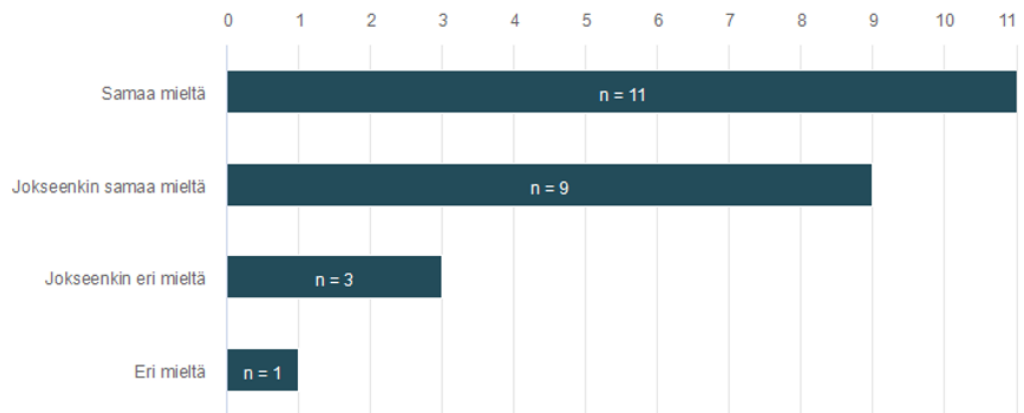 0 1 2 3 4 5 6 7 8 9 10 11
Samaa mieltä n = 11
Jokseenkin samaa mieltä n = 9
Jokseenkin eri mieltä n = 3
Eri mieltä n = 1